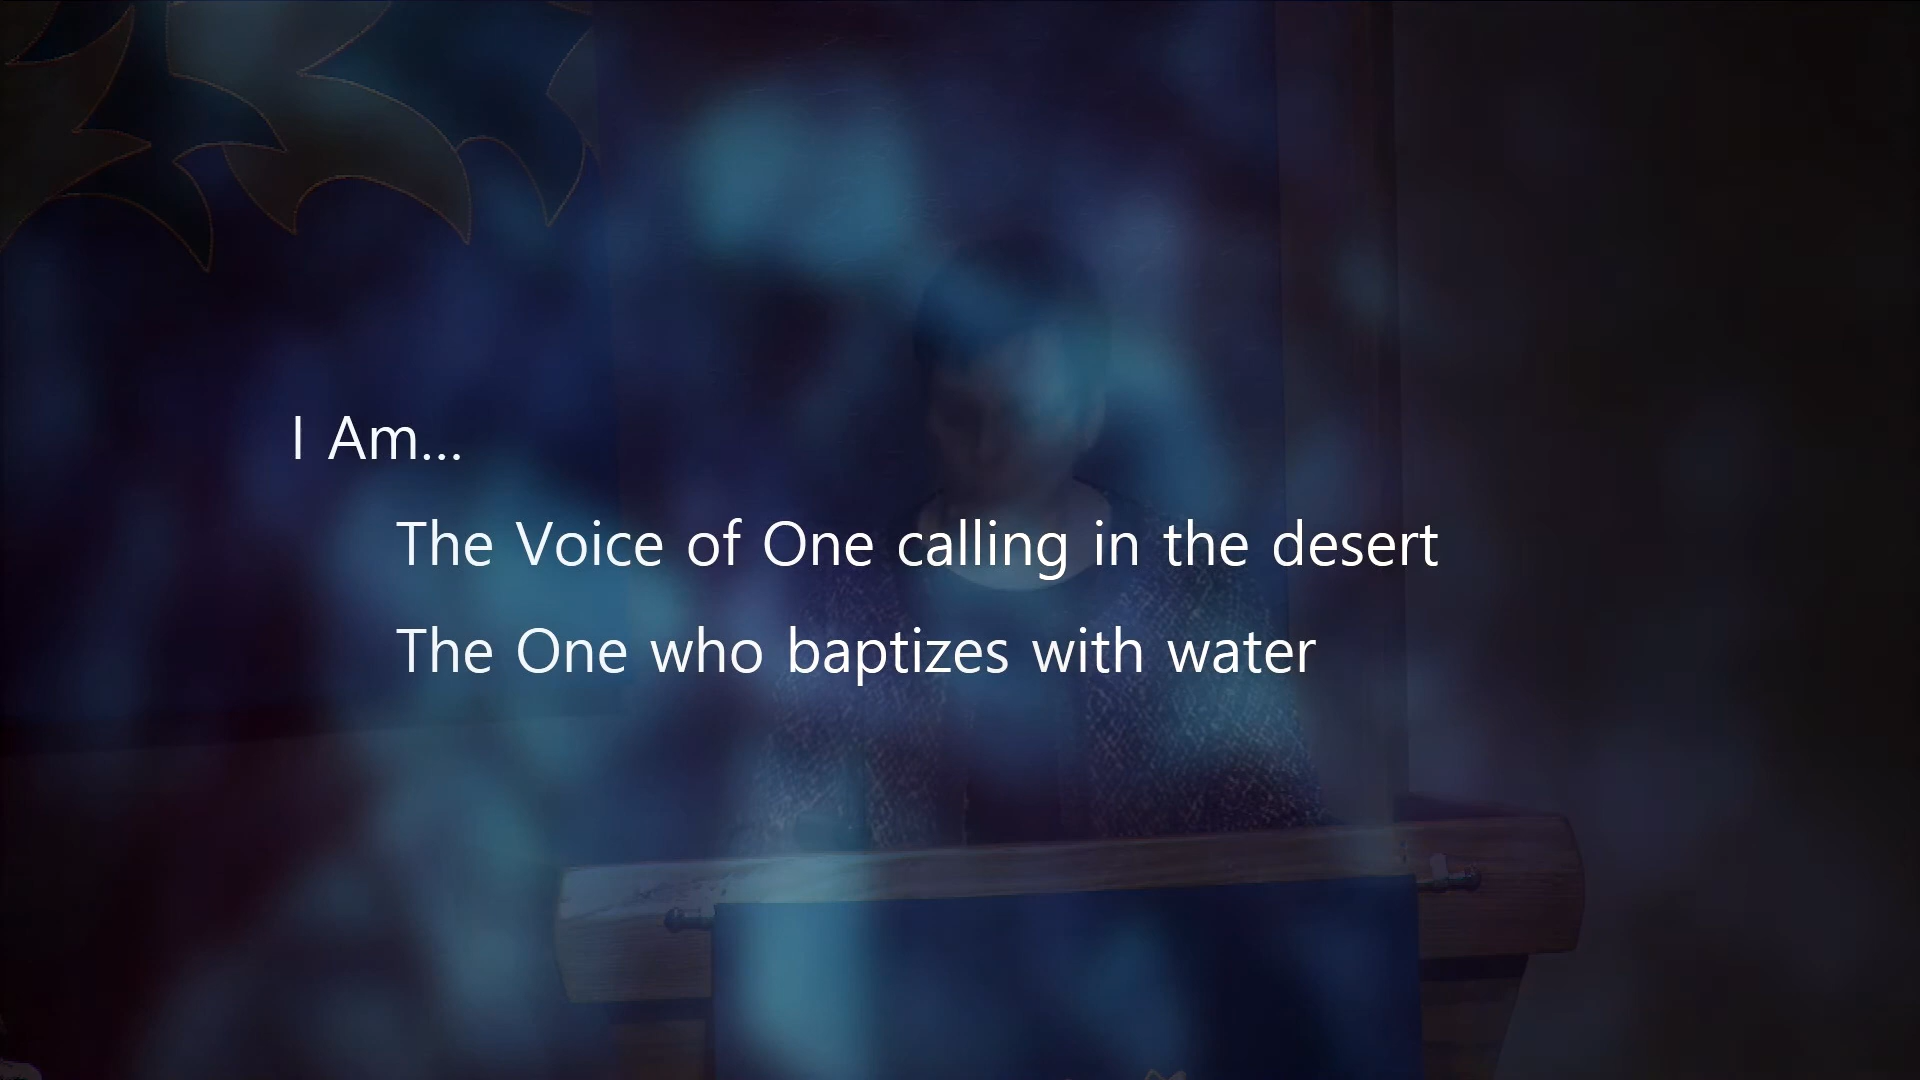 I Am...
The Voice of One calling in the desert
The One who baptizes with water